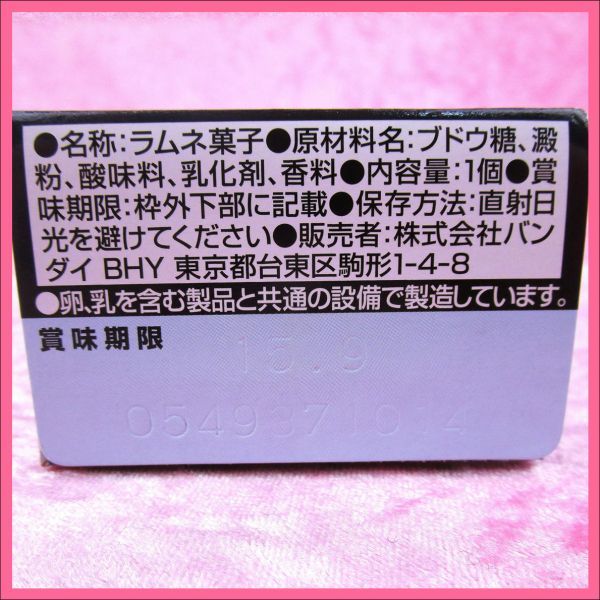 ●名称:ラムネ菓子●原材料名:ブドウ糖、澱
粉、酸味料、乳化剤、香料●内容量:1個●賞
味期限:枠外下部に記載●保存方法:直射日
光を避けてください●販売者:株式会社バン
ダイ BHY 東京都台東区駒形1-4-8
●卵、乳を含む製品と共通の設備で製造しています。
賞味期限
15.9
0549371014